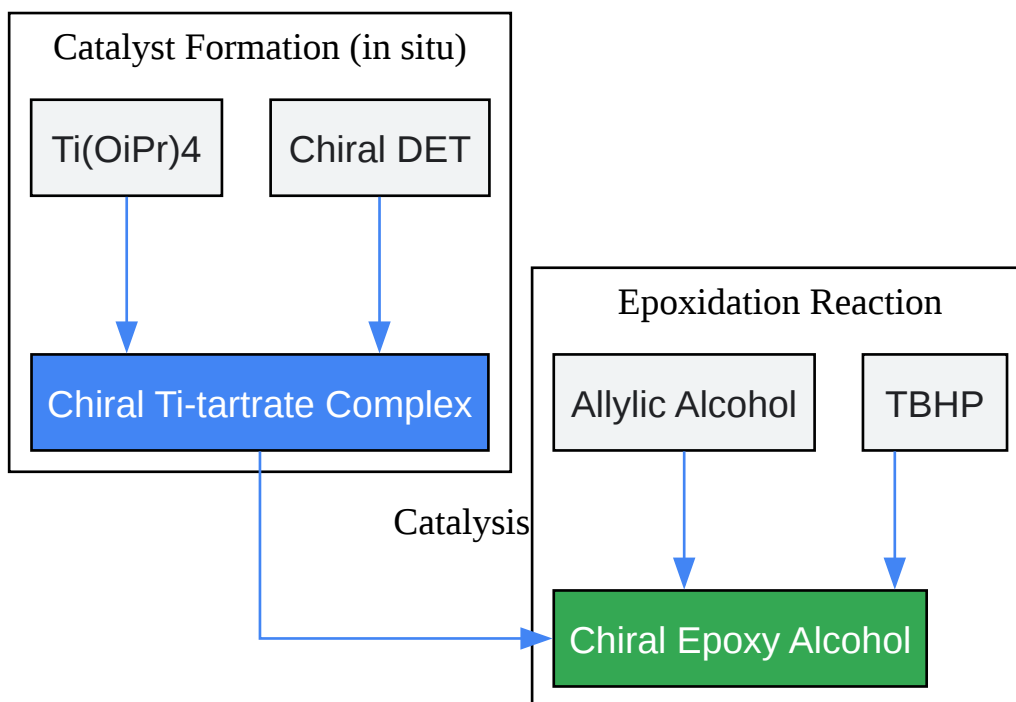 Catalyst Formation (in situ)
Ti(OiPr)4
Chiral DET
Chiral Ti-tartrate Complex
Catalysis
Epoxidation Reaction
Allylic Alcohol
TBHP
Chiral Epoxy Alcohol